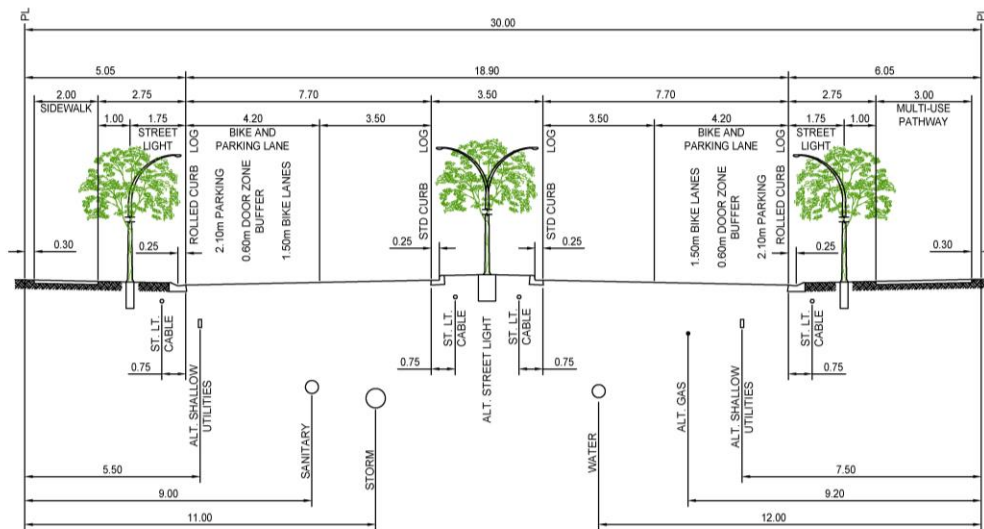 PL
PL
30.00
5.05
18.90
6.05
2.00
2.75
7.70
3.50
7.70
2.75
3.00
SIDEWALK
MULTI-USE
PATHWAY
1.00
1.75
4.20
3.50
3.50
4.20
1.75
1.00
STREET
LIGHT
LOG
ROLLED CURB
BIKE AND
PARKING LANE
2.10m PARKING
0.60m DOOR ZONE
BUFFER
1.50m BIKE LANES
LOG
STD CURB
LOG
STD CURB
BIKE AND
PARKING LANE
1.50m BIKE LANES
0.60m DOOR ZONE
BUFFER
2.10m PARKING
LOG
ROLLED CURB
STREET
LIGHT
0.30
0.25
0.25
0.25
0.25
0.30
ST. LT.
CABLE
ALT. SHALLOW
UTILITIES
ST. LT.
CABLE
ALT. STREET LIGHT
ST. LT.
CABLE
ALT. GAS
ALT. SHALLOW
UTILITIES
ST. LT.
CABLE
0.75
0.75
0.75
0.75
SANITARY
STORM
WATER
5.50
7.50
9.00
9.20
11.00
12.00